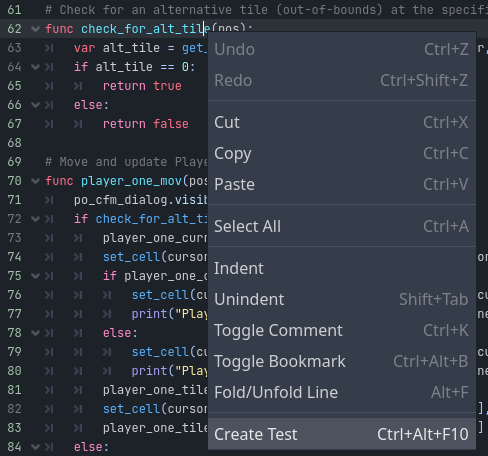 61 # Check for an alternative tile (out-of-bounds) at the specifi
62 func check_for_alt_tile(pos):
63 var alt_tile = get_
64 if alt_tile == 0:
65 return true
66 else:
67 return false
68
69 # Move and update Playe
70 func player_one_mov(pos
71 po_cfm_dialog.visib
72 if check_for_alt_ti
73 player_one_curr
74 set_cell(cursor
75 if player_one_c
76 set_cell(cu
77 print("Play
78 else:
79 set_cell(cu
80 print("Play
81 player_one_tile
82 set_cell(cursor
83 player_one_tile
84 else:
Undo Ctrl+Z
Redo Ctrl+Shift+Z
Cut Ctrl+X
Copy Ctrl+C
Paste Ctrl+V
Select All Ctrl+A
Indent
Unindent Shift+Tab
Toggle Comment Ctrl+K
Toggle Bookmark Ctrl+Alt+B
Fold/Unfold Line Alt+F
Create Test Ctrl+Alt+F10